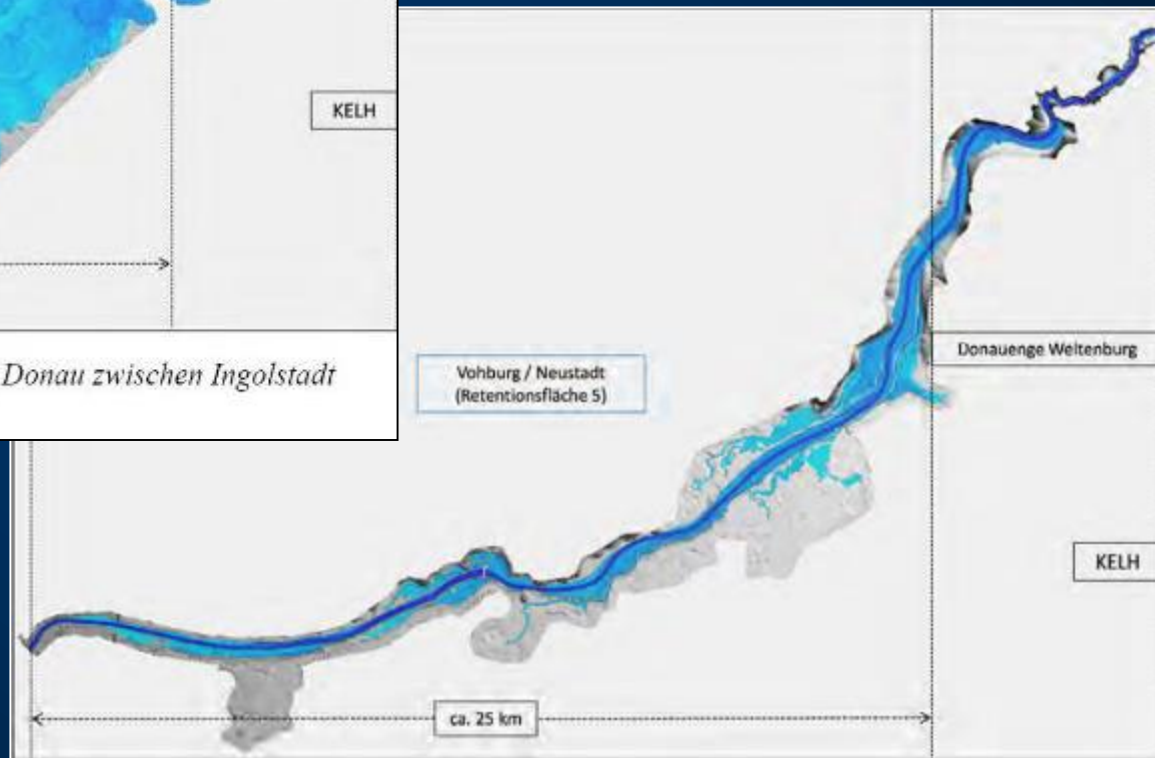 KELH
Donau zwischen Ingolstadt
Vohburg / Neustadt
(Retentionsfläche 5)
Donauenge Weltenburg
KELH
ca. 25 km